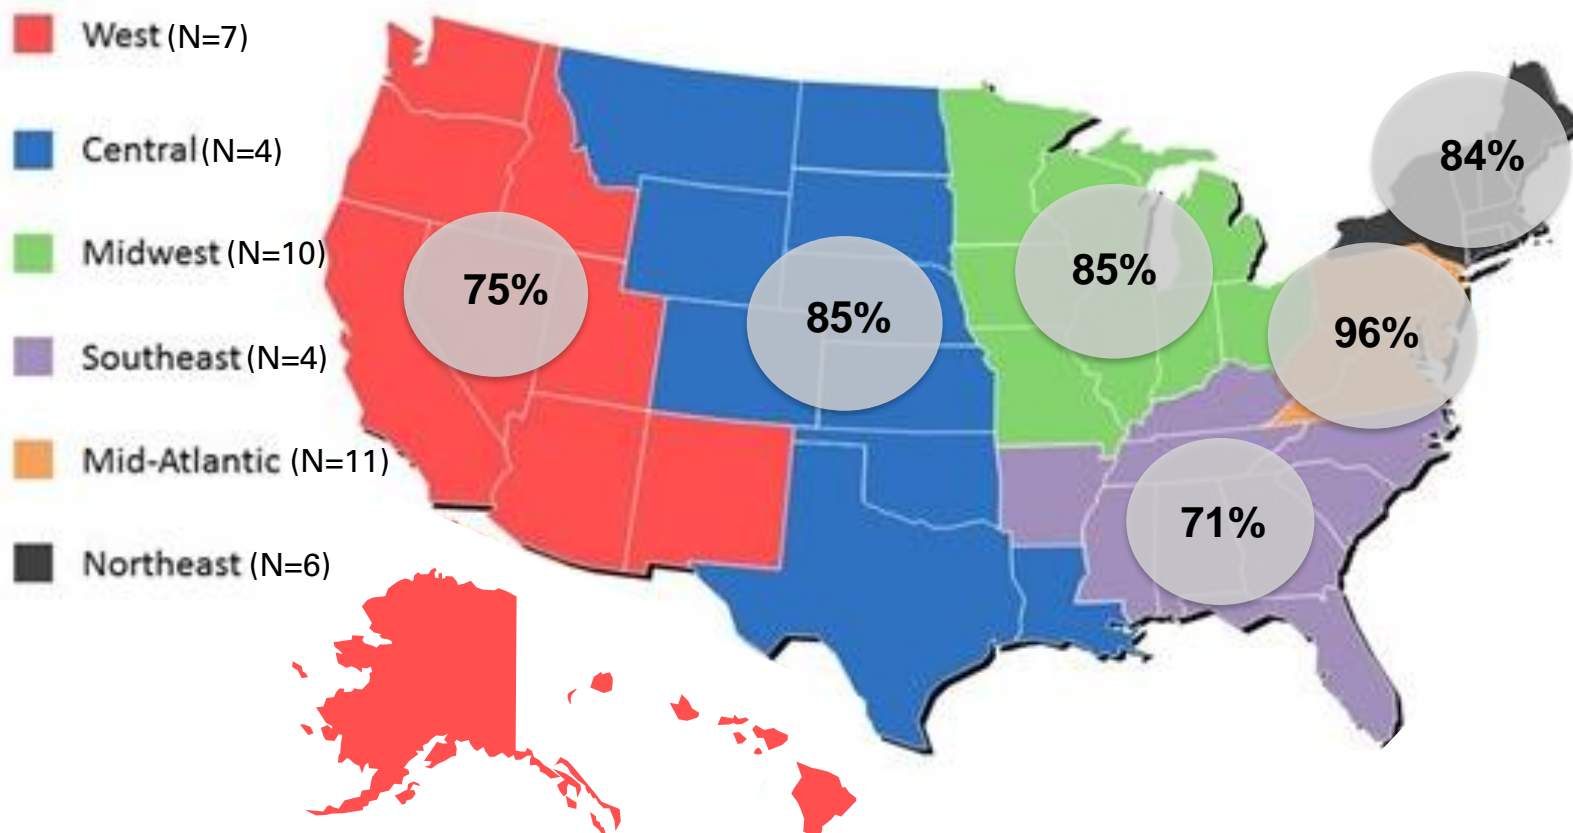 West (N=7)
Central (N=4)
Midwest (N=10)
Southeast (N=4)
Mid-Atlantic (N=11)
Northeast (N=6)
84%
75%
85%
85%
96%
71%